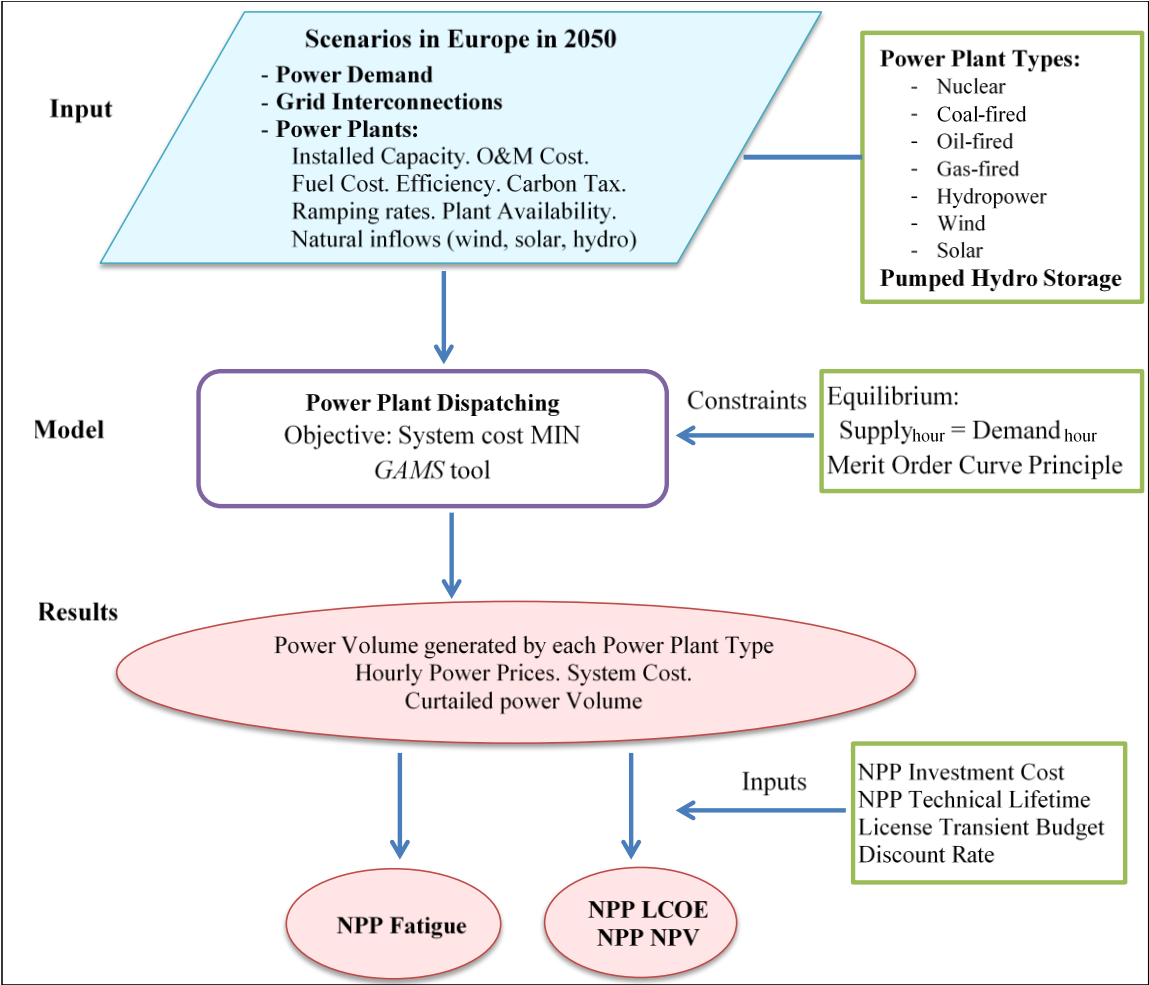 Scenarios in Europe in 2050
- Power Demand
- Grid Interconnections
- Power Plants:
Installed Capacity. O&M Cost.
Fuel Cost. Efficiency. Carbon Tax.
Ramping rates. Plant Availability.
Natural inflows (wind, solar, hydro)
Input
Power Plant Types:
- Nuclear
- Coal-fired
- Oil-fired
- Gas-fired
- Hydropower
- Wind
- Solar
Pumped Hydro Storage
Model
Power Plant Dispatching
Objective: System cost MIN
GAMS tool
Constraints
Equilibrium:
Supplyhour = Demand hour
Merit Order Curve Principle
Results
Power Volume generated by each Power Plant Type
Hourly Power Prices. System Cost.
Curtailed power Volume
Inputs
NPP Investment Cost
NPP Technical Lifetime
License Transient Budget
Discount Rate
NPP Fatigue
NPP LCOE
NPP NPV